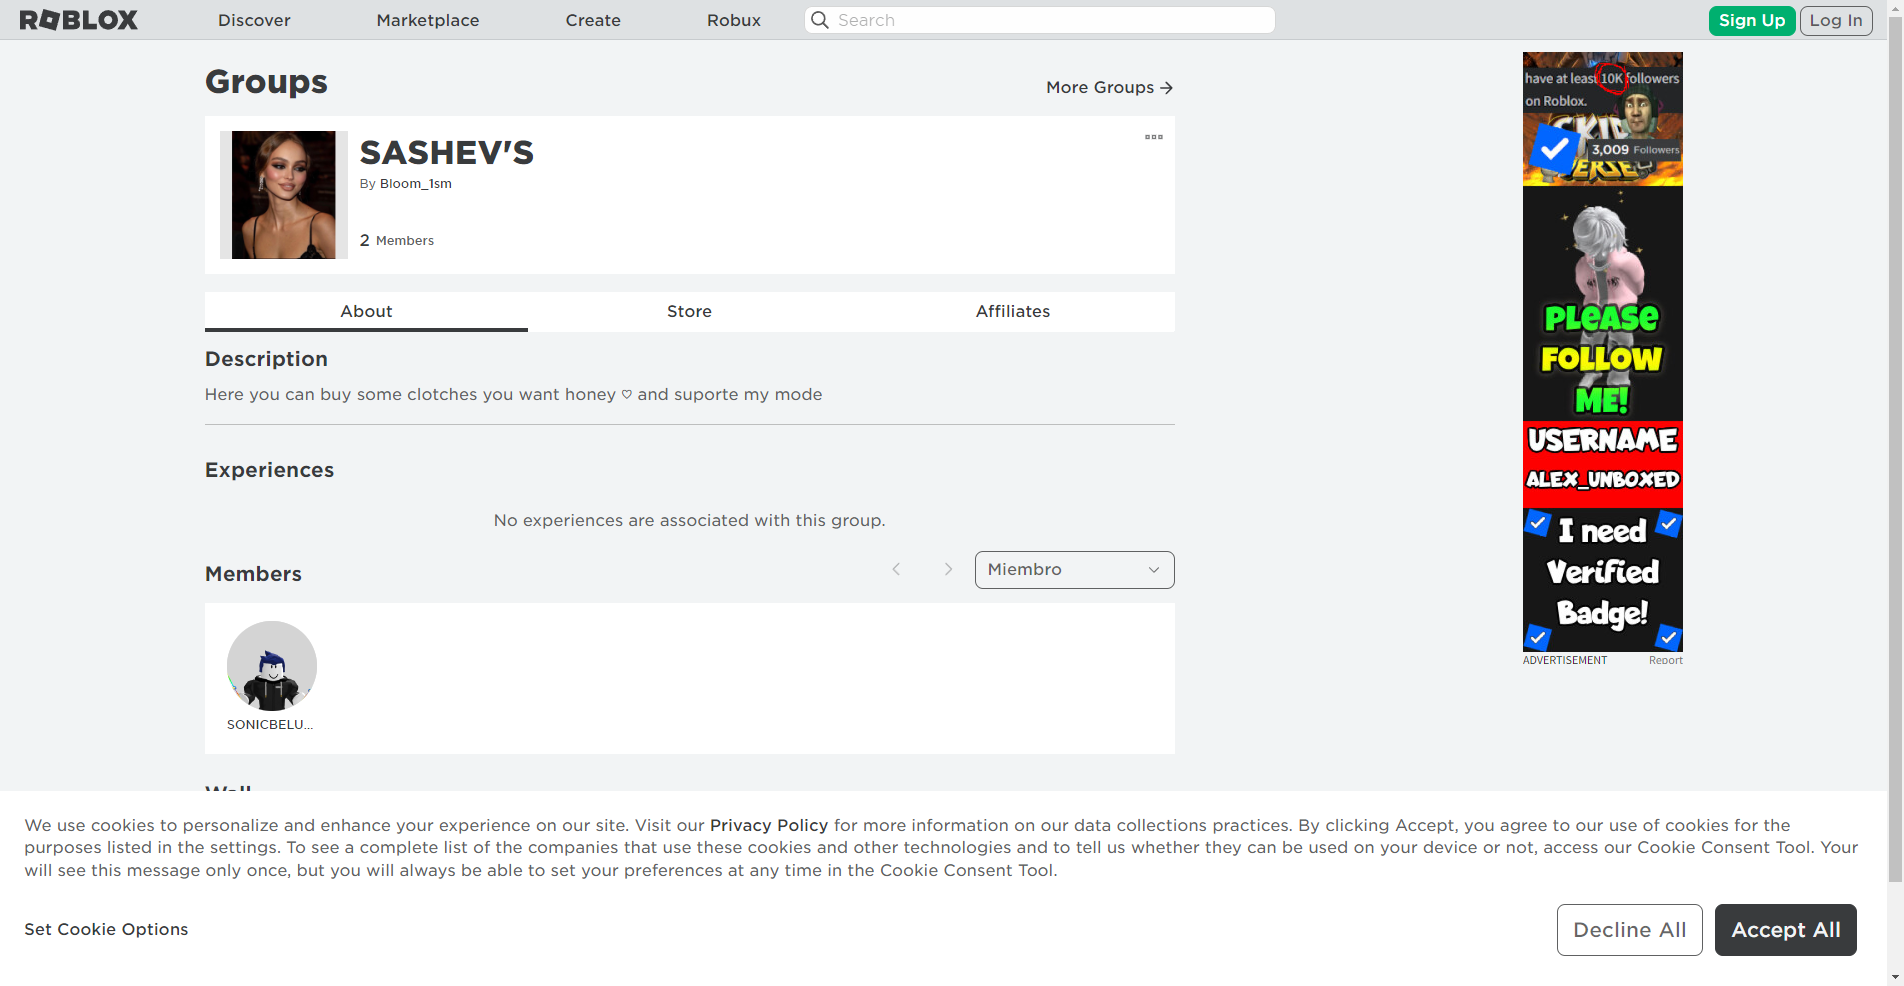 ROBLOX
Discover
Marketplace
Create
Robux
Search
Sign Up
Log In
Groups
More Groups
SASHEV'S
By Bloom_1sm
2 Members
About
Store
Affiliates
Description
Here you can buy some clotches you want honey ♡ and suporte my mode
Experiences
No experiences are associated with this group.
Members
Miembro
SONICBELU...
Wall
have at least 10K followers
on Roblox.
3,009 Followers
PLEASE
FOLLOW
ME!
USERNAME
ALEX_UNBOXED
I need
Verified
Badge!
ADVERTISEMENT
Report
We use cookies to personalize and enhance your experience on our site. Visit our Privacy Policy for more information on our data collections practices. By clicking Accept, you agree to our use of cookies for the
purposes listed in the settings. To see a complete list of the companies that use these cookies and other technologies and to tell us whether they can be used on your device or not, access our Cookie Consent Tool. Your
will see this message only once, but you will always be able to set your preferences at any time in the Cookie Consent Tool.
Set Cookie Options
Decline All
Accept All